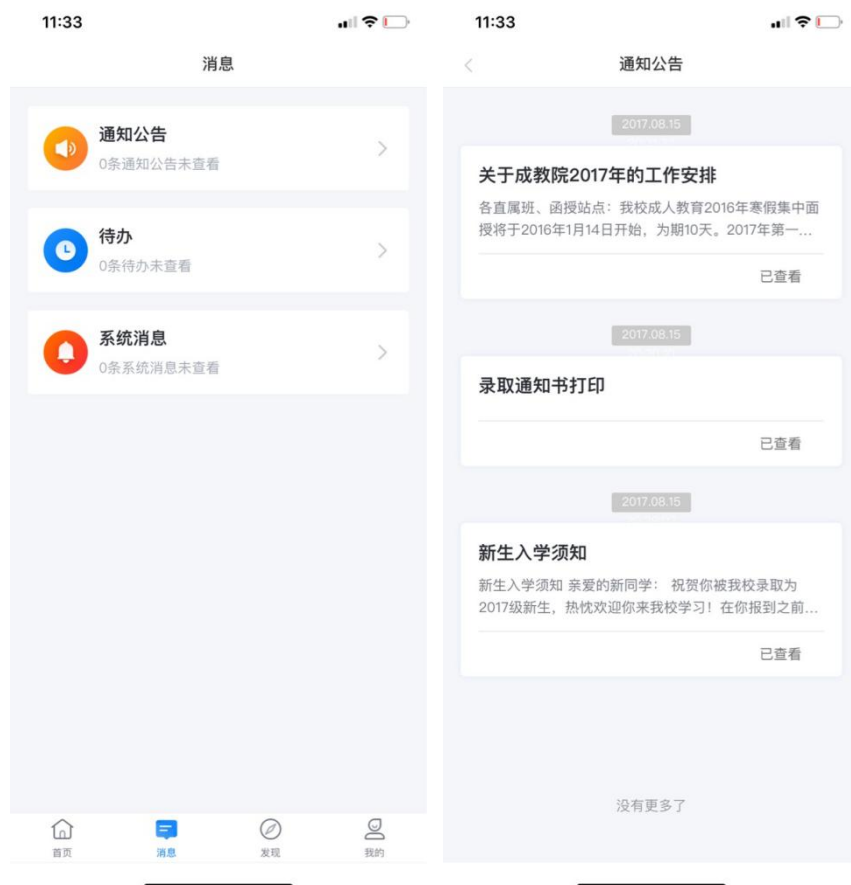 11:33
消息
通知公告
0条通知公告未查看
待办
0条待办未查看
系统消息
0条系统消息未查看
首页
消息
发现
我的
11:33
通知公告
2017.08.15
关于成教院2017年的工作安排
各直属班、函授站点：我校成人教育2016年寒假集中面
授将于2016年1月14日开始，为期10天。2017年第一...
已查看
2017.08.15
录取通知书打印
已查看
2017.08.15
新生入学须知
新生入学须知 亲爱的新同学： 祝贺你被我校录取为
2017级新生，热忱欢迎你来我校学习！在你报到之前...
已查看
没有更多了